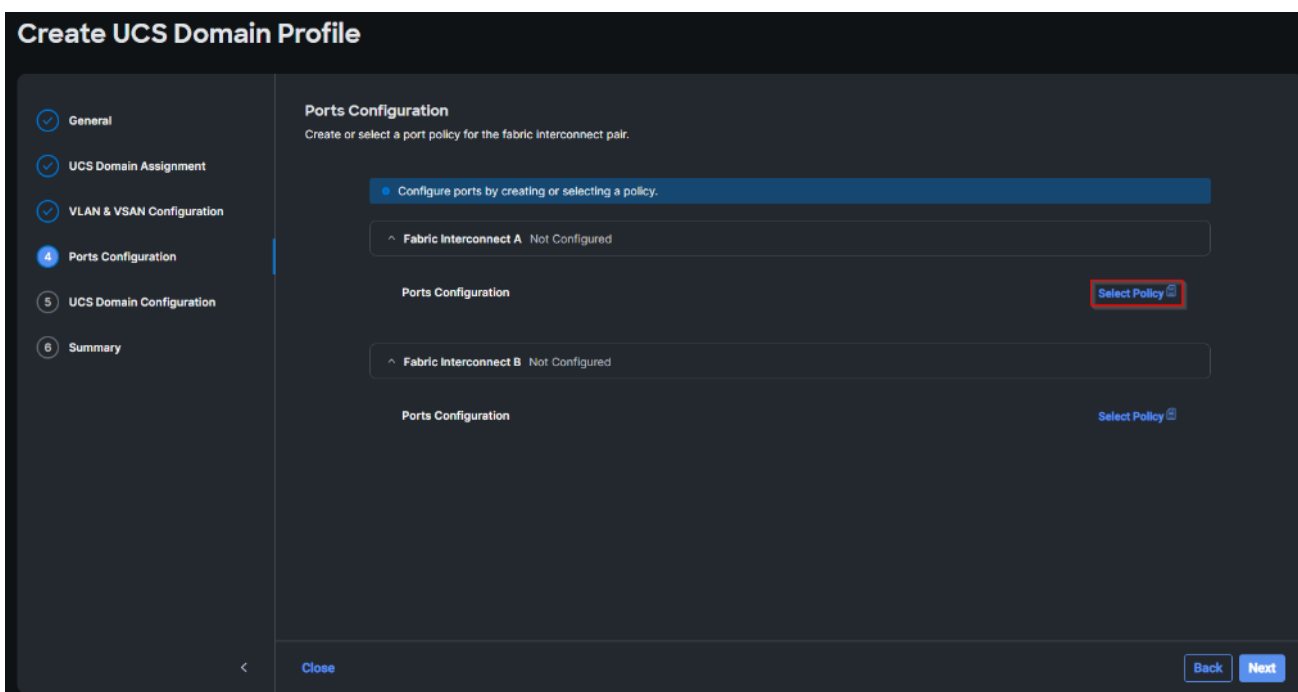 Create UCS Domain Profile
General
UCS Domain Assignment
VLAN & VSAN Configuration
4 Ports Configuration
5 UCS Domain Configuration
6 Summary
Ports Configuration
Create or select a port policy for the fabric interconnect pair.
Configure ports by creating or selecting a policy.
Fabric Interconnect A Not Configured
Ports Configuration Select Policy
Fabric Interconnect B Not Configured
Ports Configuration Select Policy
Close Back Next